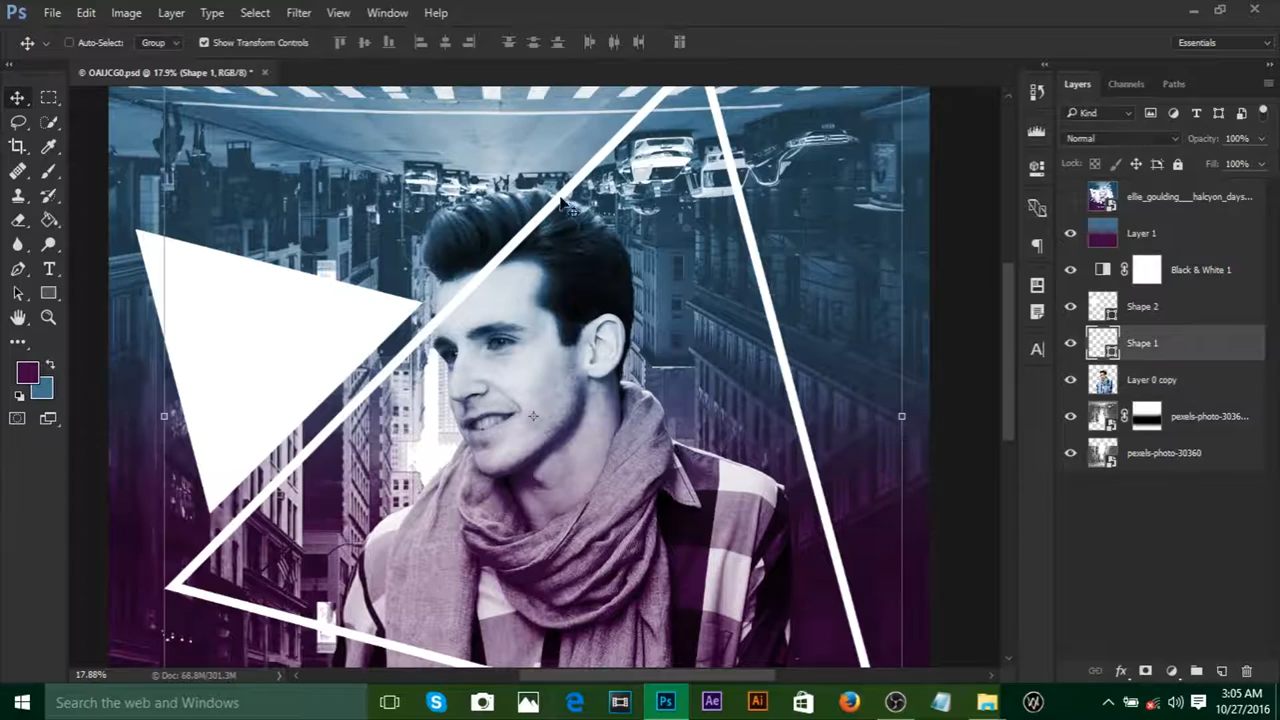 Ps File Edit Image Layer Type Select Filter View Window Help
Auto-Select: Group Show Transform Controls Essentials
© OAIJCG0.psd @ 17.9% (Shape 1, RGB/8) * ×
Layers Channels Paths
Kind
Normal Opacity: 100%
Lock: Fill: 100%
ellie_goulding___halcyon_days...
Layer 1
Black & White 1
Shape 2
Shape 1
Layer 0 copy
pexels-photo-3036...
pexels-photo-30360
17.88% Doc: 68.8M/301.3M
Search the web and Windows
Ps Ae Ai
3:05 AM
10/27/2016